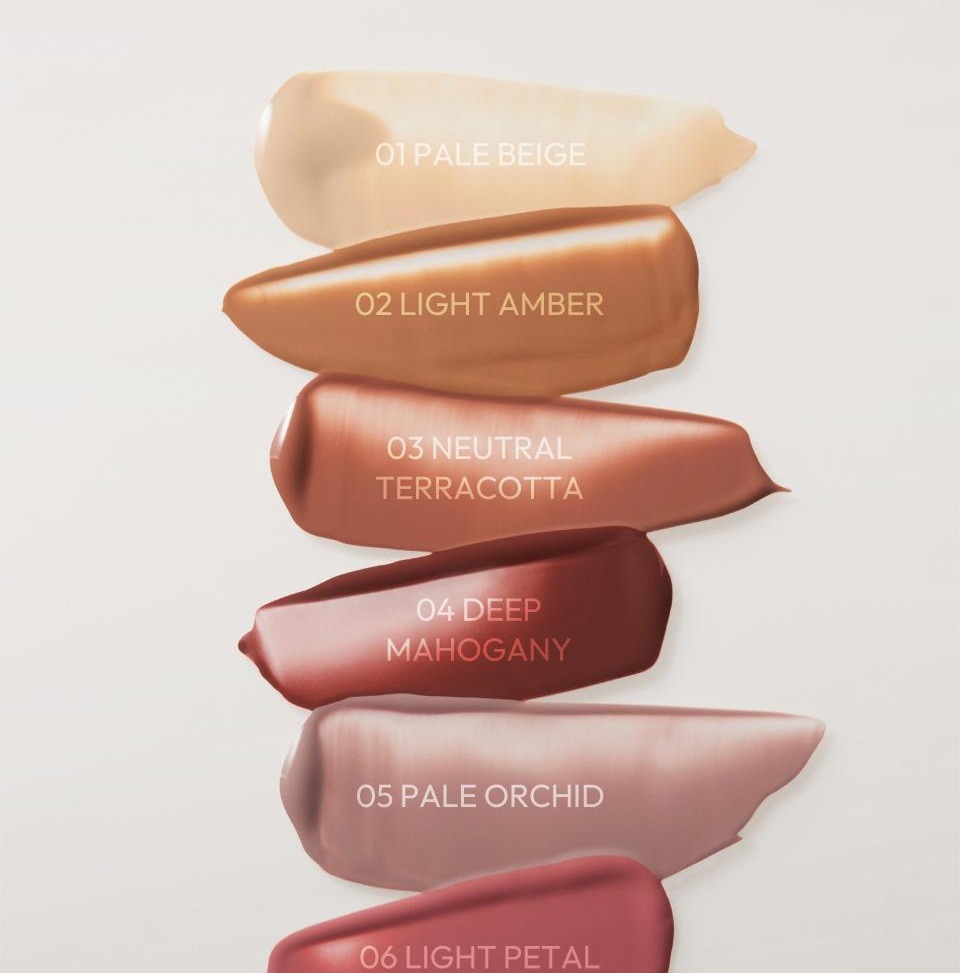 01 PALE BEIGE
02 LIGHT AMBER
03 NEUTRAL
TERRACOTTA
04 DEEP
MAHOGANY
05 PALE ORCHID
06 LIGHT PETAL